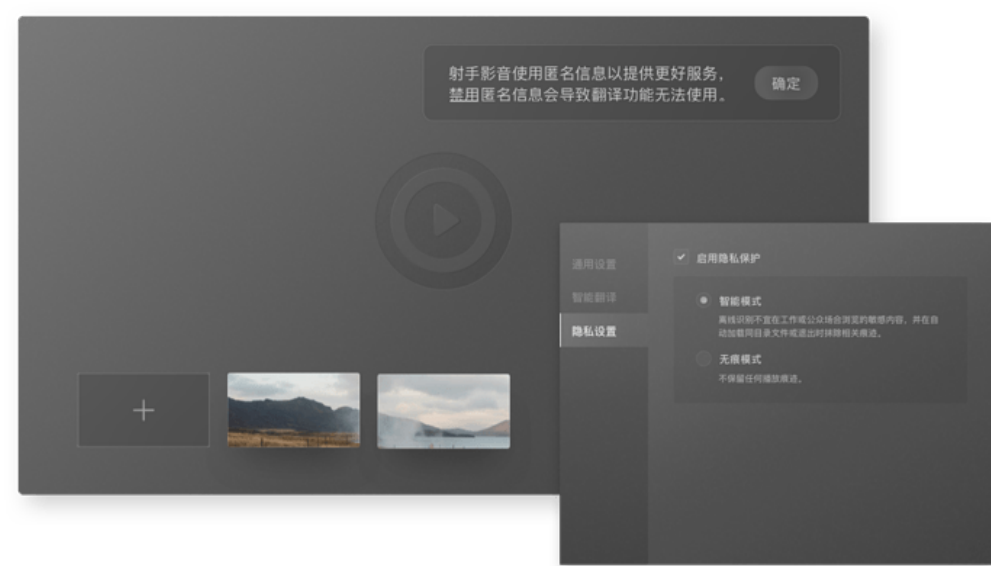 射手影音使用匿名信息以提供更好服务，
禁用匿名信息会导致翻译功能无法使用。
确定
通用设置
智能翻译
隐私设置
启用隐私保护
智能模式
离线识别不宜在工作或公众场合浏览的敏感内容，并在自
动加载同目录文件或退出时抹除相关痕迹。
无痕模式
不保留任何播放痕迹。